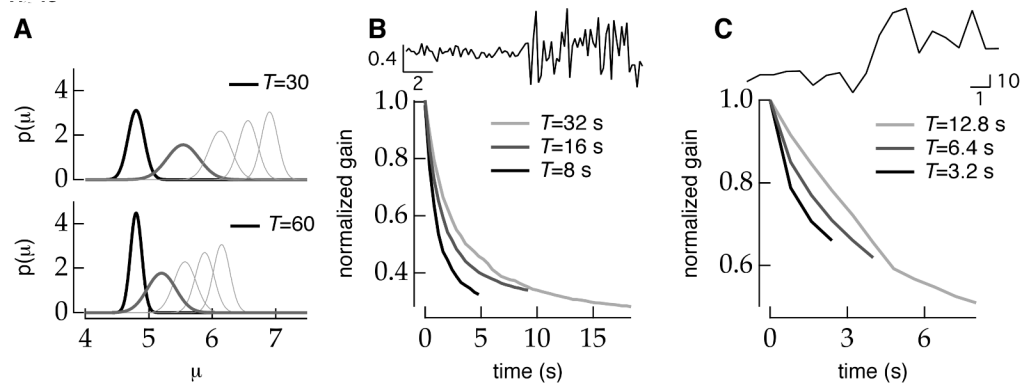 A
T=30
p(μ)
4
2
0
T=60
p(μ)
4
2
0
4 5 6 7
μ
B
0.4
2
normalized gain
1.0
0.8
0.6
0.4
T=32 s
T=16 s
T=8 s
0 5 10 15
time (s)
C
10
1
normalized gain
1.0
0.8
0.6
T=12.8 s
T=6.4 s
T=3.2 s
0 3 6
time (s)